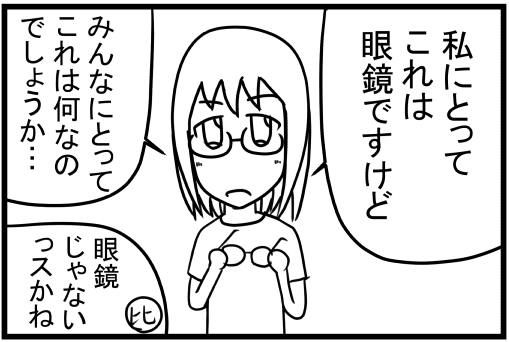 私にとって
これは
眼鏡ですけど
みんなにとって
これは何なの
でしょうか…
眼鏡
じゃない
っスかね
比